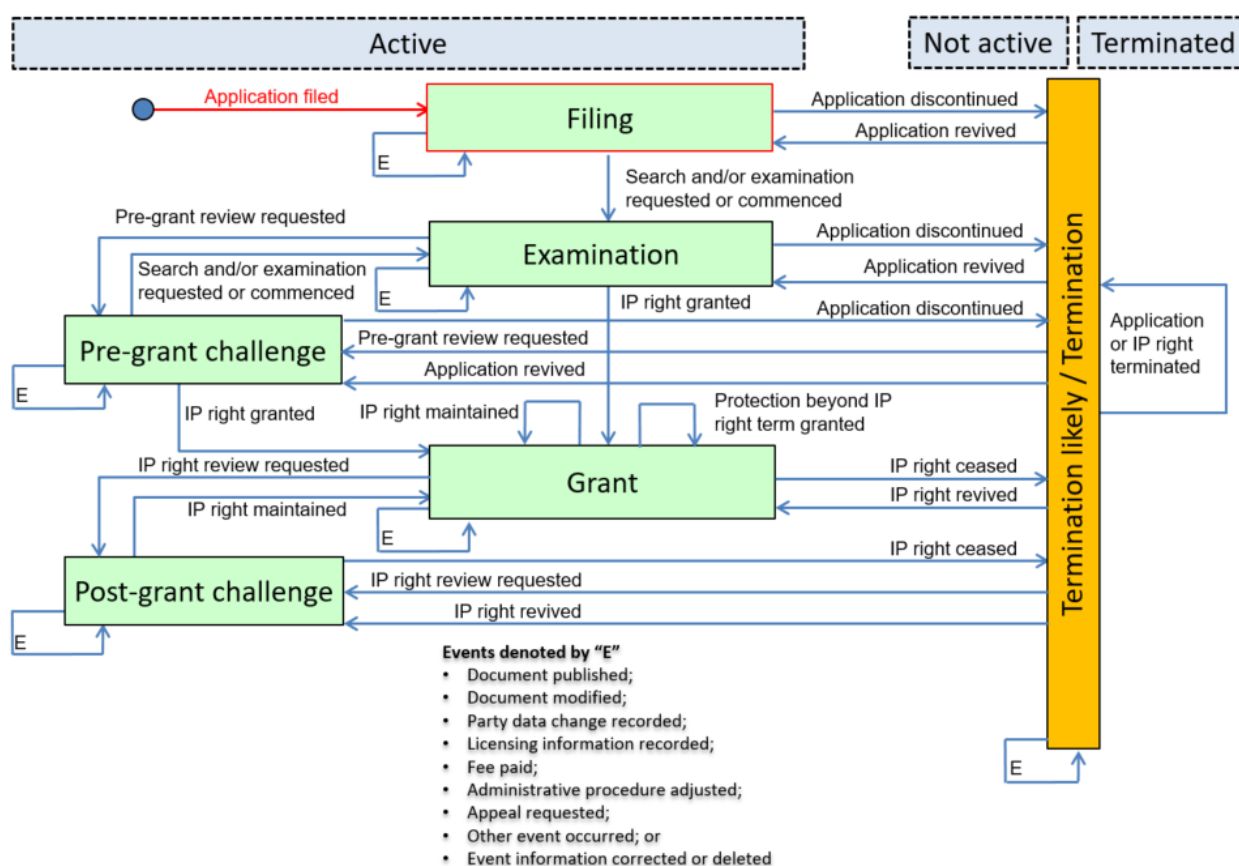 Active
Not active
Terminated
Application filed
Filing
Application discontinued
Application revived
E
Search and/or examination
requested or commenced
Pre-grant review requested
Examination
Application discontinued
Application revived
Search and/or examination
requested or commenced
E
IP right granted
Application discontinued
Pre-grant challenge
Pre-grant review requested
Application revived
E
Application
or IP right
terminated
Termination likely / Termination
IP right granted
IP right maintained
Protection beyond IP
right term granted
IP right review requested
Grant
IP right ceased
IP right revived
IP right maintained
E
IP right ceased
Post-grant challenge
IP right review requested
IP right revived
E
Events denoted by “E”
• Document published;
• Document modified;
• Party data change recorded;
• Licensing information recorded;
• Fee paid;
• Administrative procedure adjusted;
• Appeal requested;
• Other event occurred; or
• Event information corrected or deleted
E